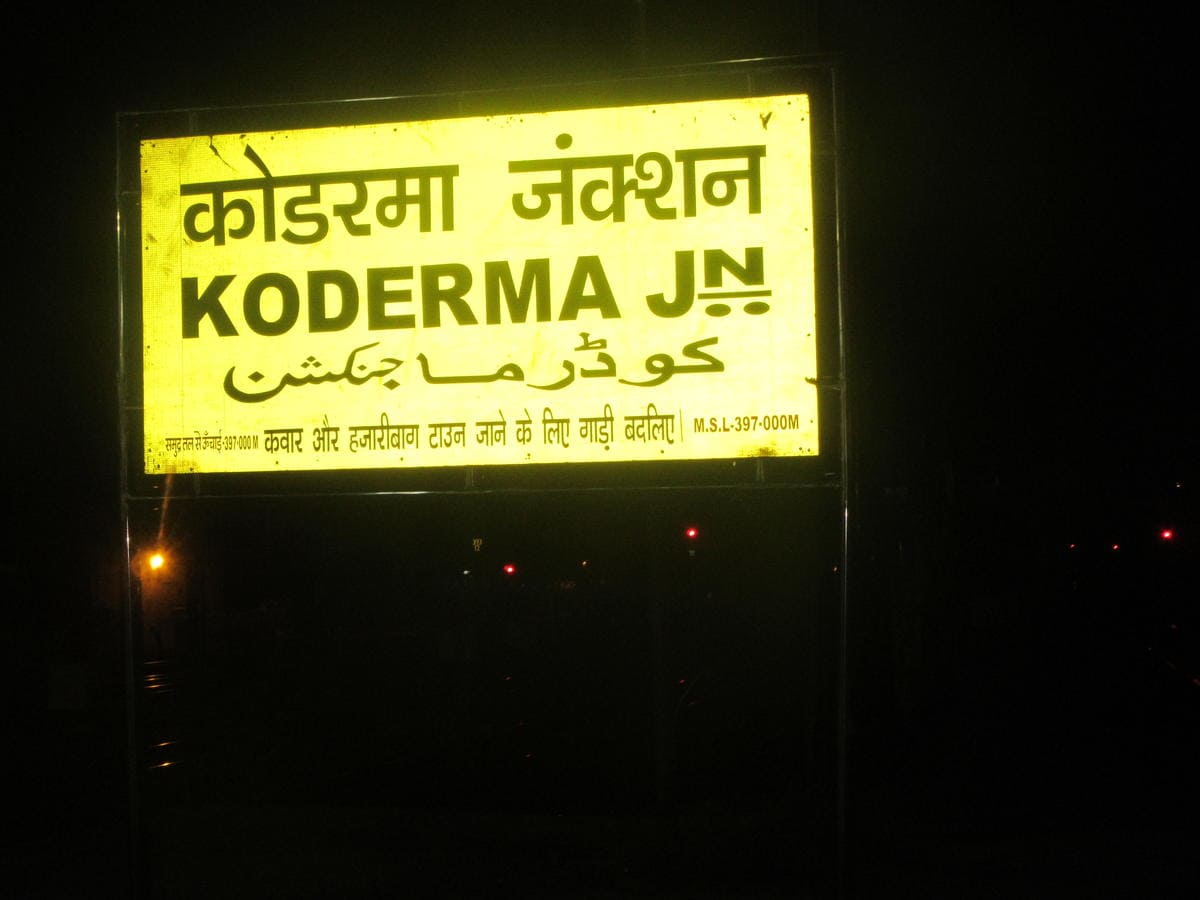 कोडरमा जंक्शन
KODERMA JN
کوڈرما جنکشن
समुद्र तल से ऊँचाई-397-000 M कवार और हजारीबाग टाउन जाने के लिए गाड़ी बदलिए M.S.L-397-000M